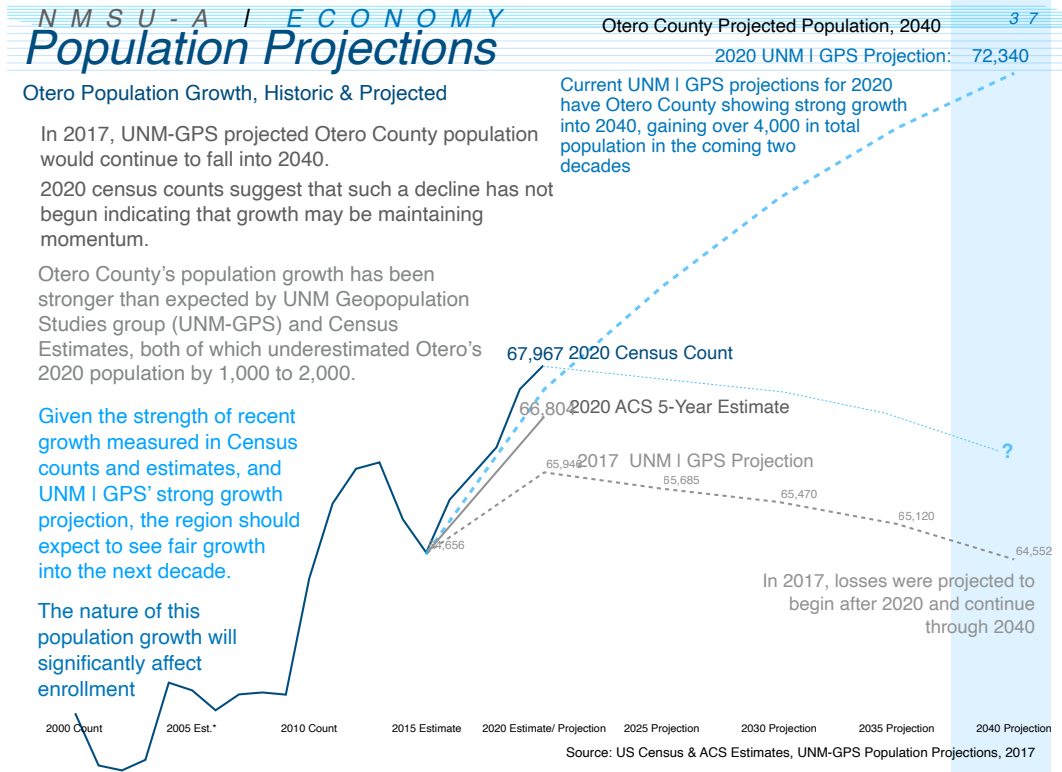 NMSU-A | ECONOMY
37
Population Projections
Otero County Projected Population, 2040
2020 UNM | GPS Projection: 72,340
Otero Population Growth, Historic & Projected
Current UNM | GPS projections for 2020
have Otero County showing strong growth
into 2040, gaining over 4,000 in total
population in the coming two
decades
In 2017, UNM-GPS projected Otero County population
would continue to fall into 2040.
2020 census counts suggest that such a decline has not
begun indicating that growth may be maintaining
momentum.
Otero County's population growth has been
stronger than expected by UNM Geopopulation
Studies group (UNM-GPS) and Census
Estimates, both of which underestimated Otero's
2020 population by 1,000 to 2,000.
67,967 2020 Census Count
66,804 2020 ACS 5-Year Estimate
Given the strength of recent
growth measured in Census
counts and estimates, and
UNM | GPS' strong growth
projection, the region should
expect to see fair growth
into the next decade.
?
65,946 2017 UNM | GPS Projection
65,685
65,470
65,120
64,656
64,552
In 2017, losses were projected to
begin after 2020 and continue
through 2040
The nature of this
population growth will
significantly affect
enrollment
2000 Count
2005 Est.*
2010 Count
2015 Estimate
2020 Estimate/ Projection
2025 Projection
2030 Projection
2035 Projection
2040 Projection
Source: US Census & ACS Estimates, UNM-GPS Population Projections, 2017